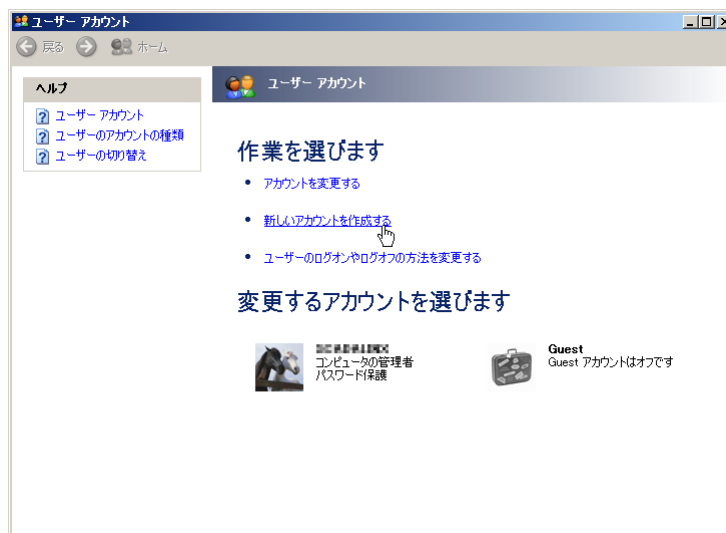 ユーザー アカウント
戻る
ホーム
ヘルプ
ユーザー アカウント
ユーザーのアカウントの種類
ユーザーの切り替え
ユーザー アカウント
作業を選びます
アカウントを変更する
新しいアカウントを作成する
ユーザーのログオンやログオフの方法を変更する
変更するアカウントを選びます
コンピュータの管理者
パスワード保護
Guest
Guest アカウントはオフです